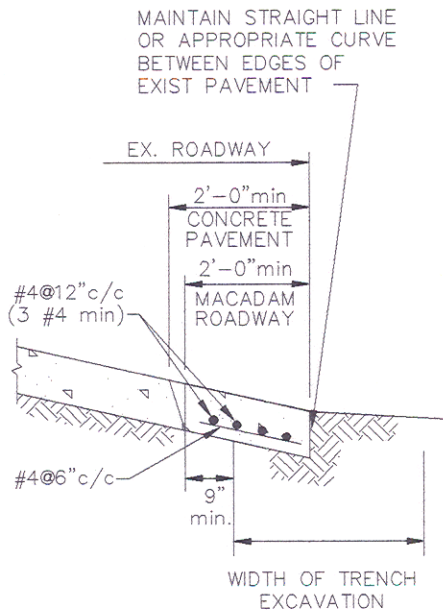 MAINTAIN STRAIGHT LINE
OR APPROPRIATE CURVE
BETWEEN EDGES OF
EXIST PAVEMENT
EX. ROADWAY
2'-0"min
CONCRETE
PAVEMENT
2'-0"min
MACADAM
ROADWAY
#4@12"c/c
(3 #4 min)
#4@6"c/c
9"
min.
WIDTH OF TRENCH
EXCAVATION